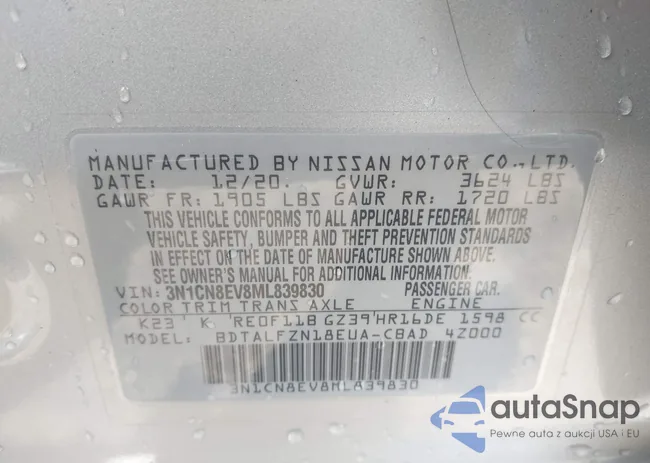 MANUFACTURED BY NISSAN MOTOR CO., LTD.
DATE: 12/20. GVWR: 3624 LBS
GAWR FR: 1905 LBS GAWR RR: 1720 LBS
THIS VEHICLE CONFORMS TO ALL APPLICABLE FEDERAL MOTOR
VEHICLE SAFETY, BUMPER AND THEFT PREVENTION STANDARDS
IN EFFECT ON THE DATE OF MANUFACTURE SHOWN ABOVE.
SEE OWNER'S MANUAL FOR ADDITIONAL INFORMATION.
VIN: 3N1CN8EV8ML839830 PASSENGER CAR.
COLOR TRIM TRANS AXLE ENGINE
K23 K RE0F11B GZ39 HR16DE 1598 CC
MODEL: BDTALFZN18EUA-CBAD 4Z000
3N1CN8EV8ML839830
autoSnap
Pewne auta z aukcji USA i EU